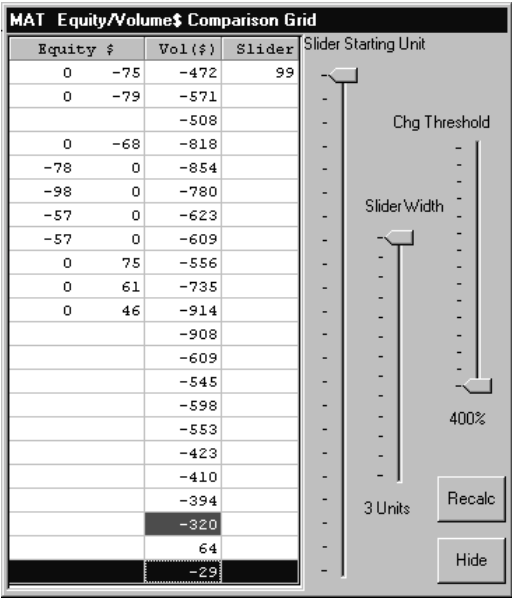 MAT Equity/Volume$ Comparison Grid
Equity $ Vol($) Slider
0 -75 -472 99
0 -79 -571
-508
0 -68 -818
-78 0 -854
-98 0 -780
-57 0 -623
-57 0 -609
0 75 -556
0 61 -735
0 46 -914
-908
-609
-545
-598
-553
-423
-410
-394
-320
64
-29
Slider Starting Unit
Chg Threshold
Slider Width
400%
3 Units
Recalc
Hide